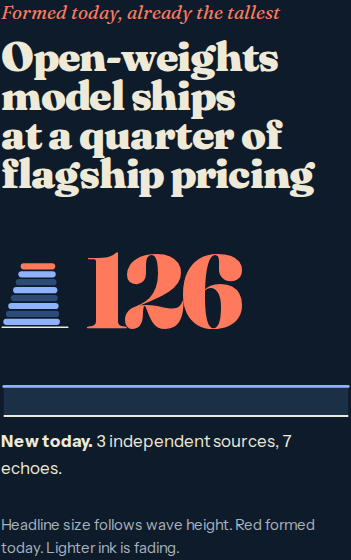 Formed today, already the tallest
Open-weights
model ships
at a quarter of
flagship pricing
126
New today. 3 independent sources, 7
echoes.
Headline size follows wave height. Red formed
today. Lighter ink is fading.